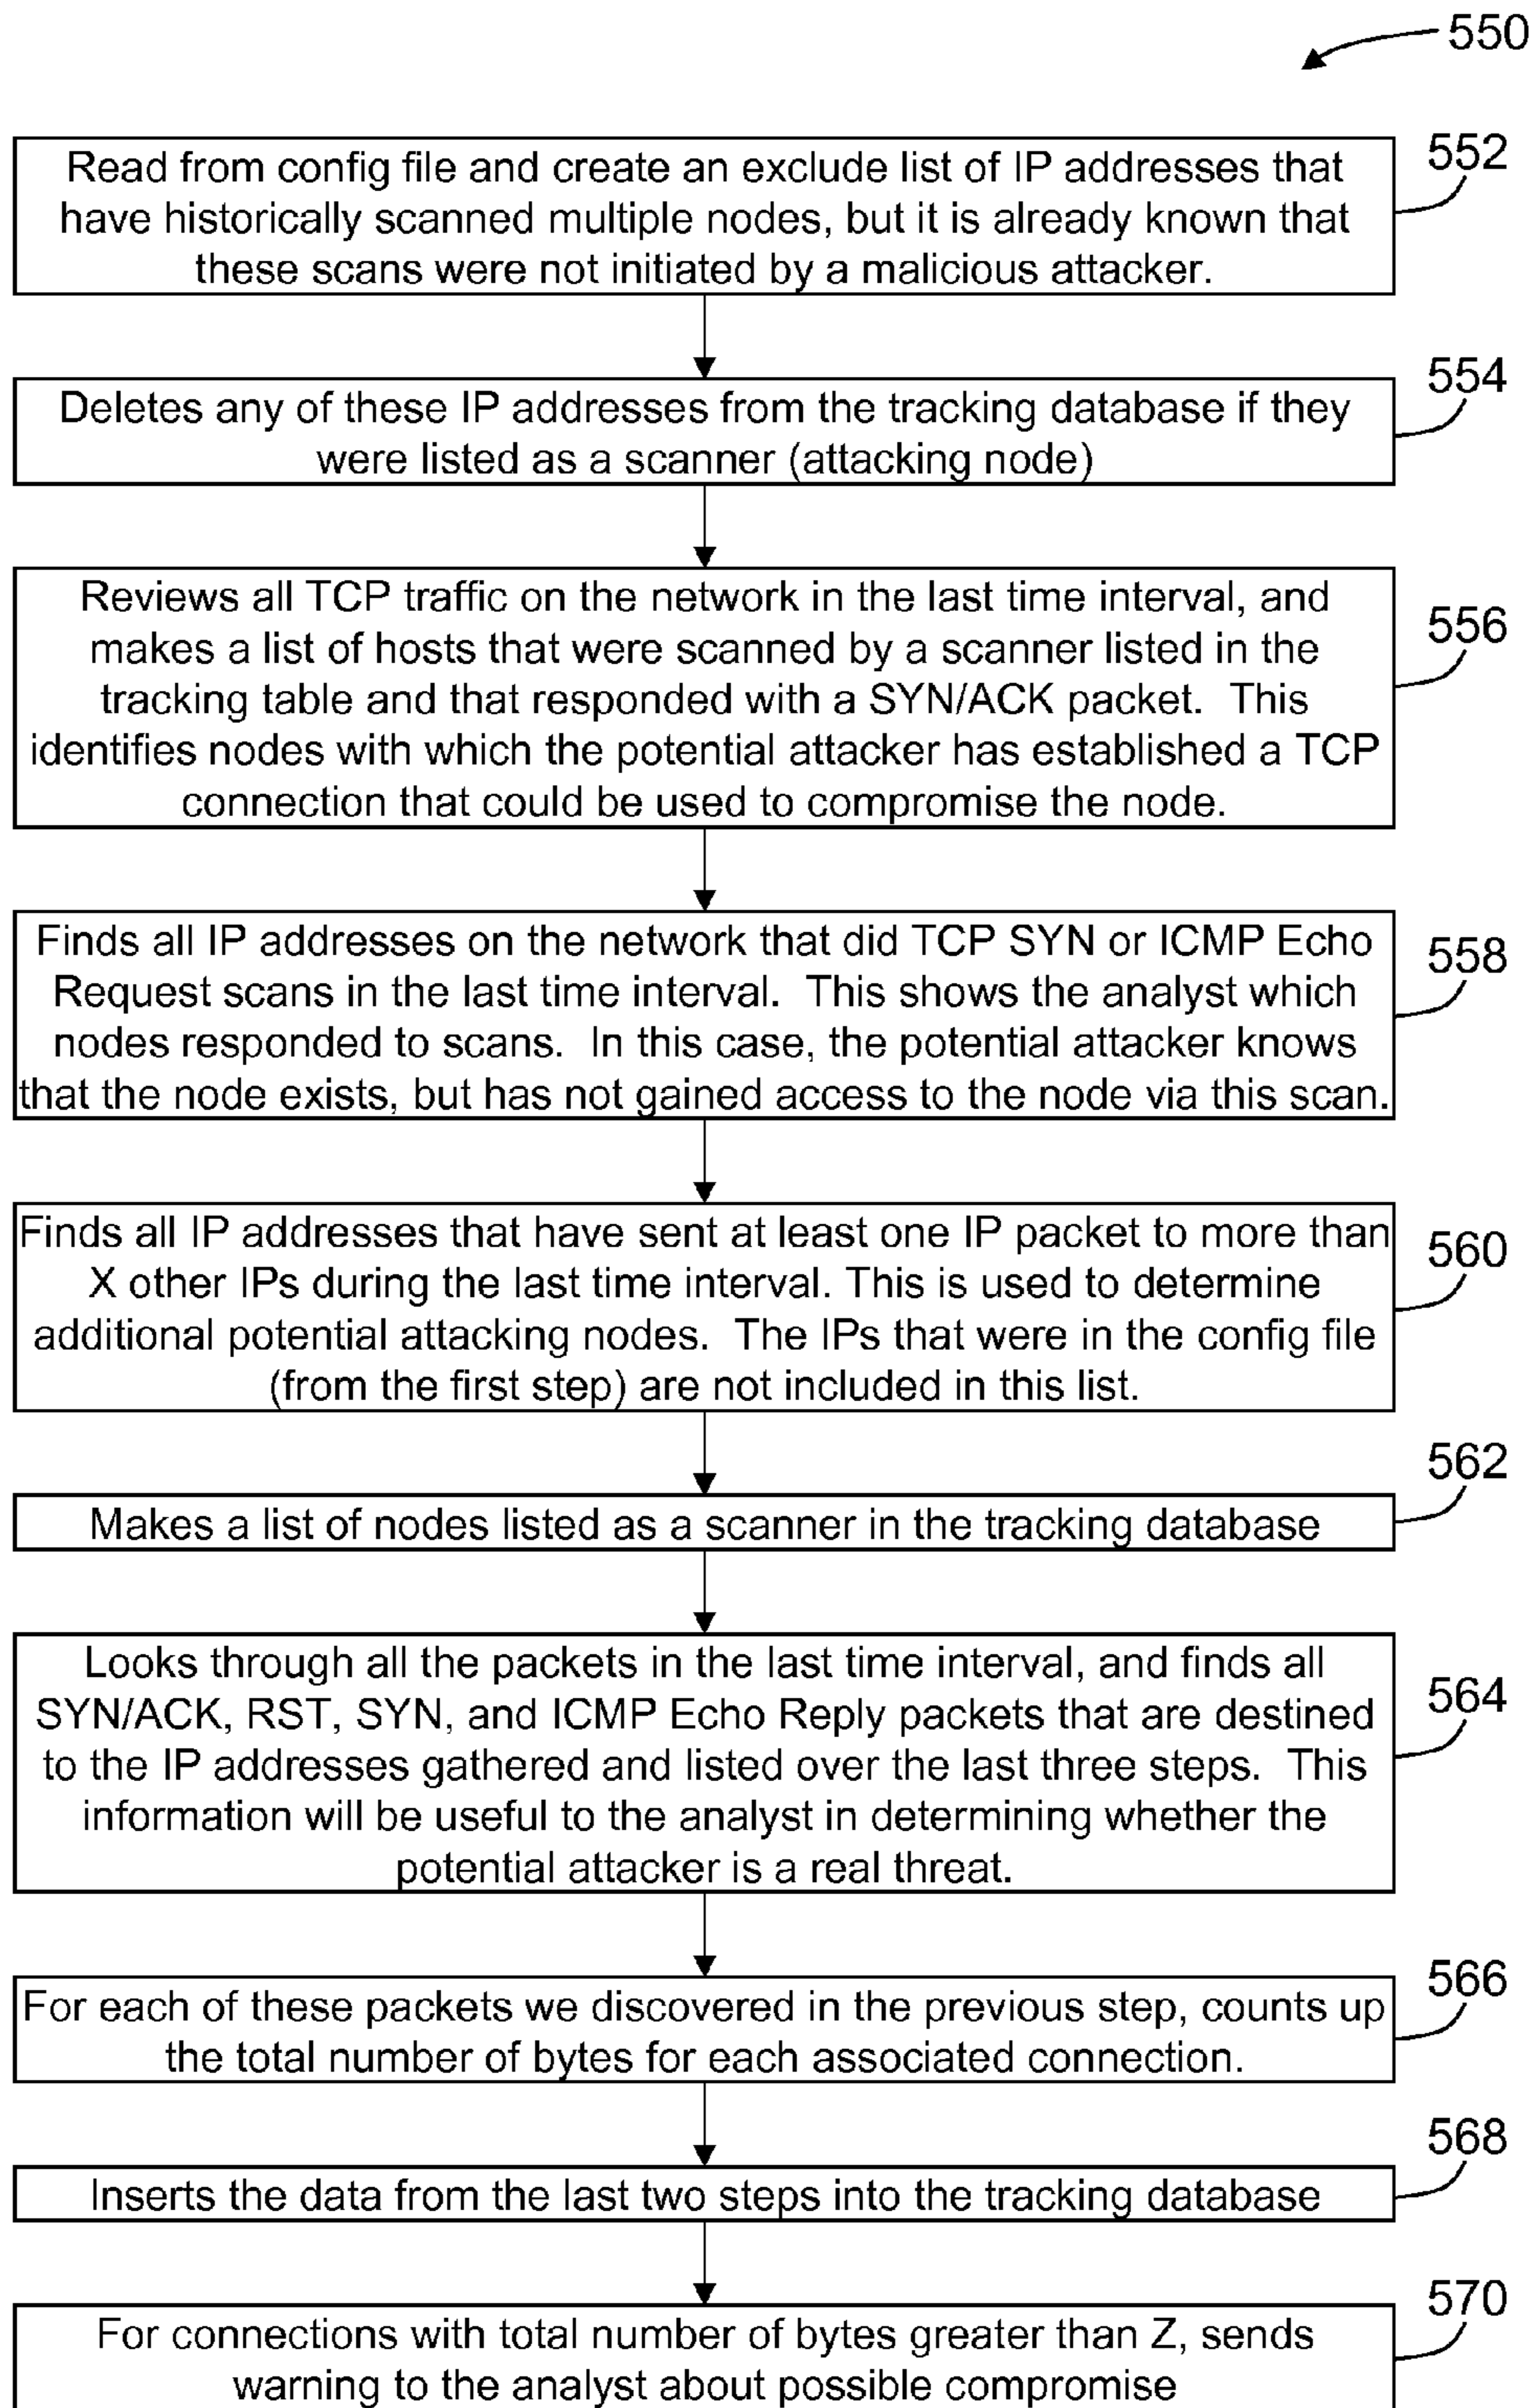 550
552
Read from config file and create an exclude list of IP addresses that
have historically scanned multiple nodes, but it is already known that
these scans were not initiated by a malicious attacker.
554
Deletes any of these IP addresses from the tracking database if they
were listed as a scanner (attacking node)
556
Reviews all TCP traffic on the network in the last time interval, and
makes a list of hosts that were scanned by a scanner listed in the
tracking table and that responded with a SYN/ACK packet.  This
identifies nodes with which the potential attacker has established a TCP
connection that could be used to compromise the node.
558
Finds all IP addresses on the network that did TCP SYN or ICMP Echo
Request scans in the last time interval.  This shows the analyst which
nodes responded to scans.  In this case, the potential attacker knows
that the node exists, but has not gained access to the node via this scan.
560
Finds all IP addresses that have sent at least one IP packet to more than
X other IPs during the last time interval. This is used to determine
additional potential attacking nodes.  The IPs that were in the config file
(from the first step) are not included in this list.
562
Makes a list of nodes listed as a scanner in the tracking database
564
Looks through all the packets in the last time interval, and finds all
SYN/ACK, RST, SYN, and ICMP Echo Reply packets that are destined
to the IP addresses gathered and listed over the last three steps.  This
information will be useful to the analyst in determining whether the
potential attacker is a real threat.
566
For each of these packets we discovered in the previous step, counts up
the total number of bytes for each associated connection.
568
Inserts the data from the last two steps into the tracking database
570
For connections with total number of bytes greater than Z, sends
warning to the analyst about possible compromise